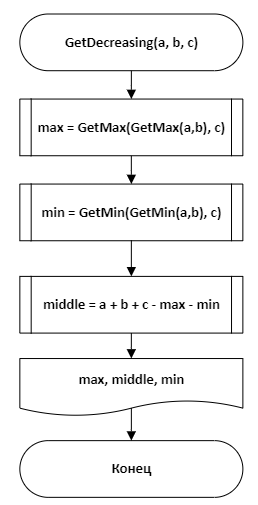 GetDecreasing(a, b, c)
max = GetMax(GetMax(a,b), c)
min = GetMin(GetMin(a,b), c)
middle = a + b + c - max - min
max, middle, min
Конец